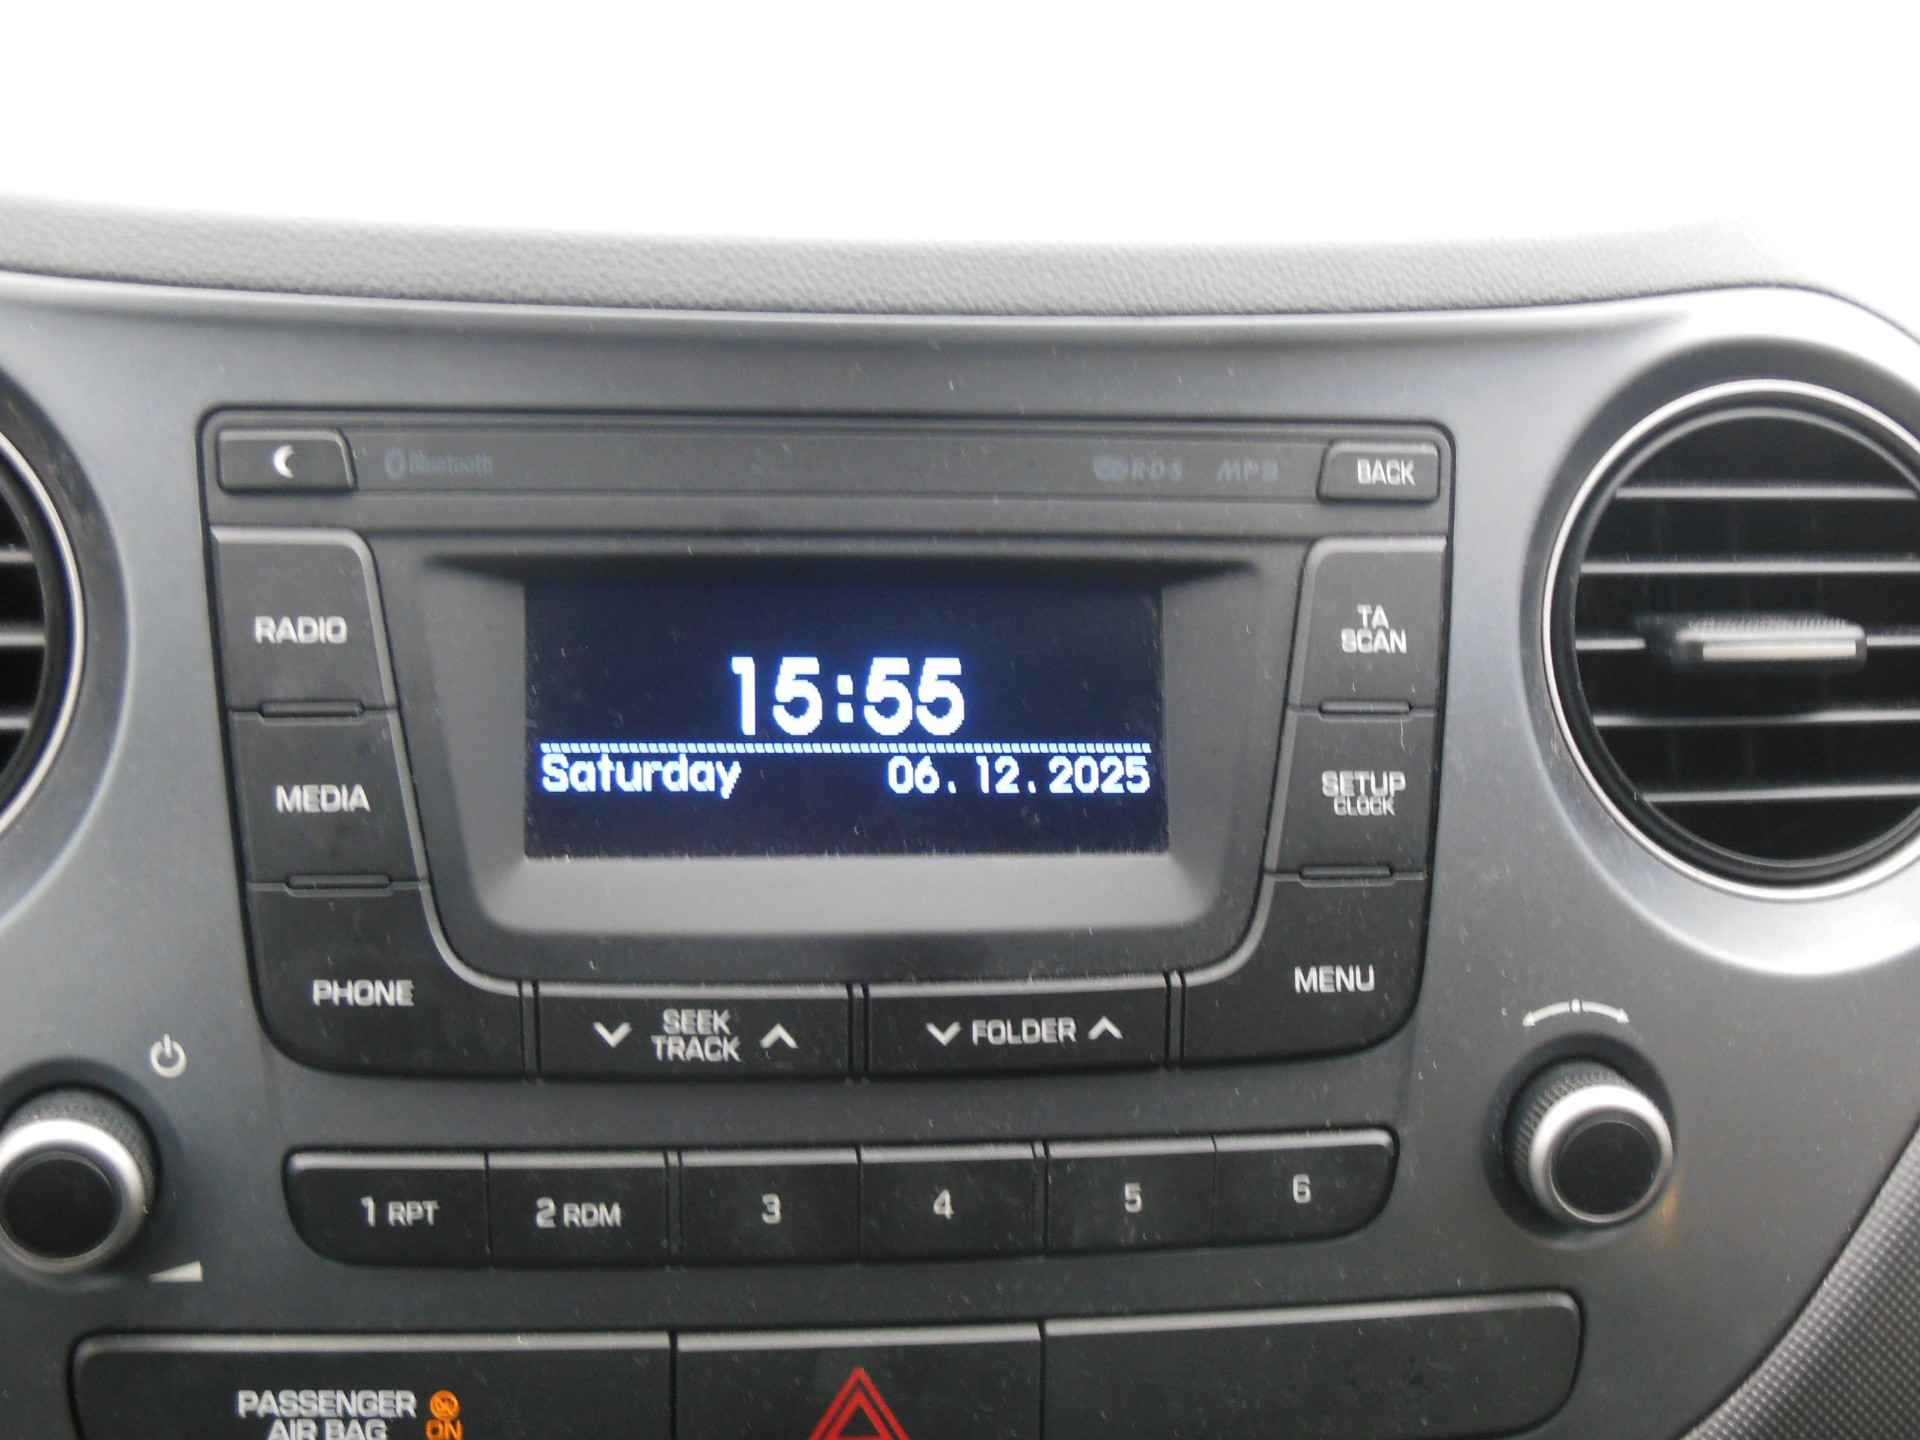 Bluetooth
RDS MP3
BACK
RADIO
TA
SCAN
15:55
Saturday 06.12.2025
MEDIA
SETUP
CLOCK
PHONE
SEEK
TRACK
FOLDER
MENU
1 RPT
2 RDM
3
4
5
6
PASSENGER
AIR BAG ON